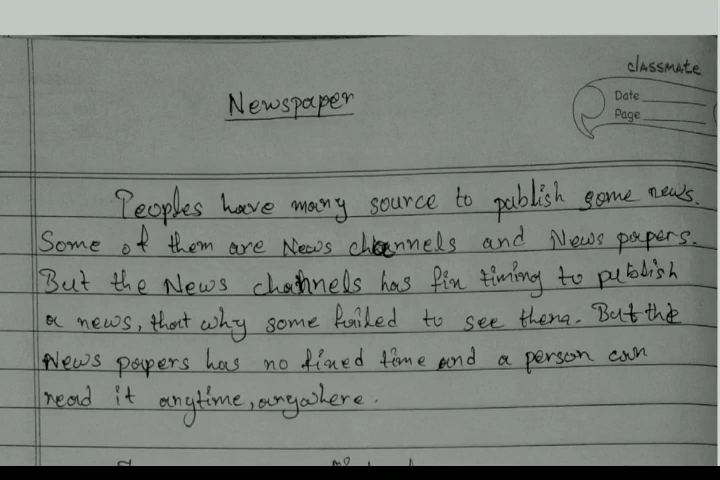 classmate
Date
Page
Newspaper
Peoples have many source to publish some news.
Some of them are News channels and News papers.
But the News channels has fix timing to publish
a news, that why some failed to see them. But the
News papers has no fixed time and a person can
read it anytime, anywhere.